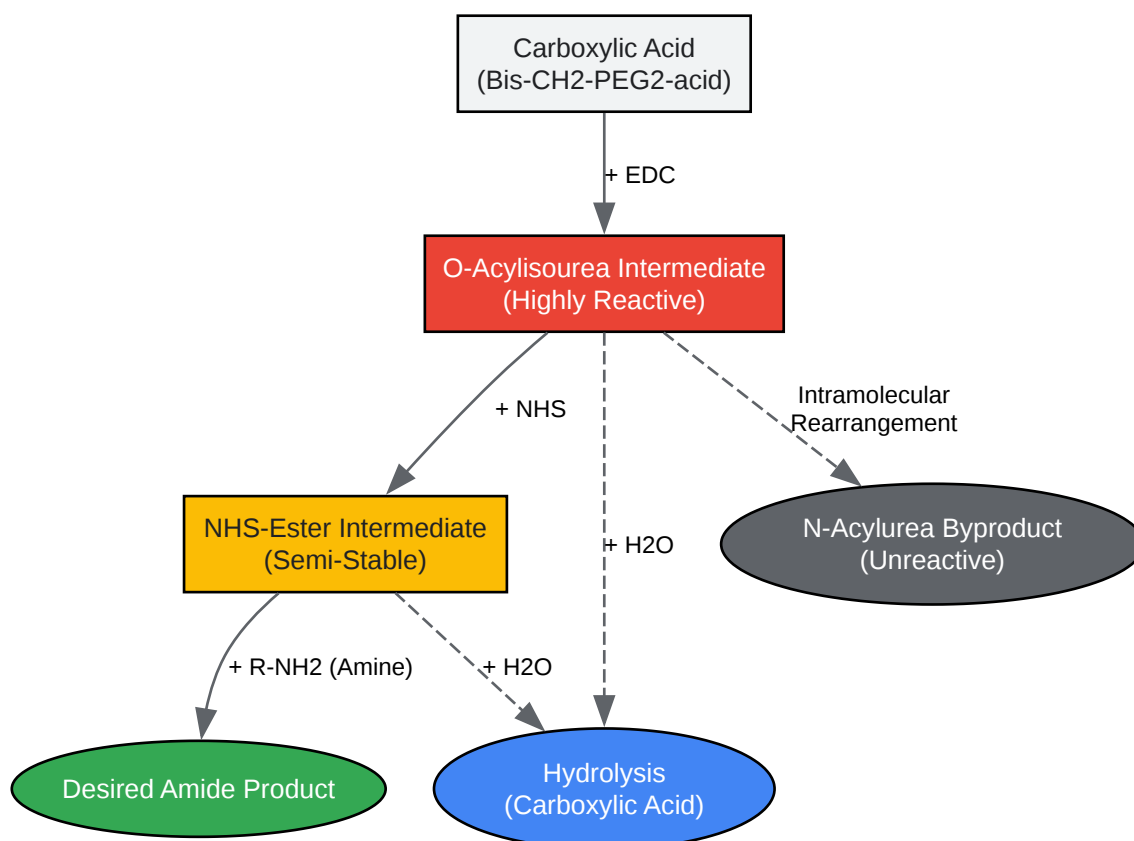 Carboxylic Acid
(Bis-CH2-PEG2-acid)
+ EDC
O-Acylisourea Intermediate
(Highly Reactive)
Intramolecular
Rearrangement
+ NHS
NHS-Ester Intermediate
(Semi-Stable)
+ H2O
N-Acylurea Byproduct
(Unreactive)
+ R-NH2 (Amine)
+ H2O
Desired Amide Product
Hydrolysis
(Carboxylic Acid)